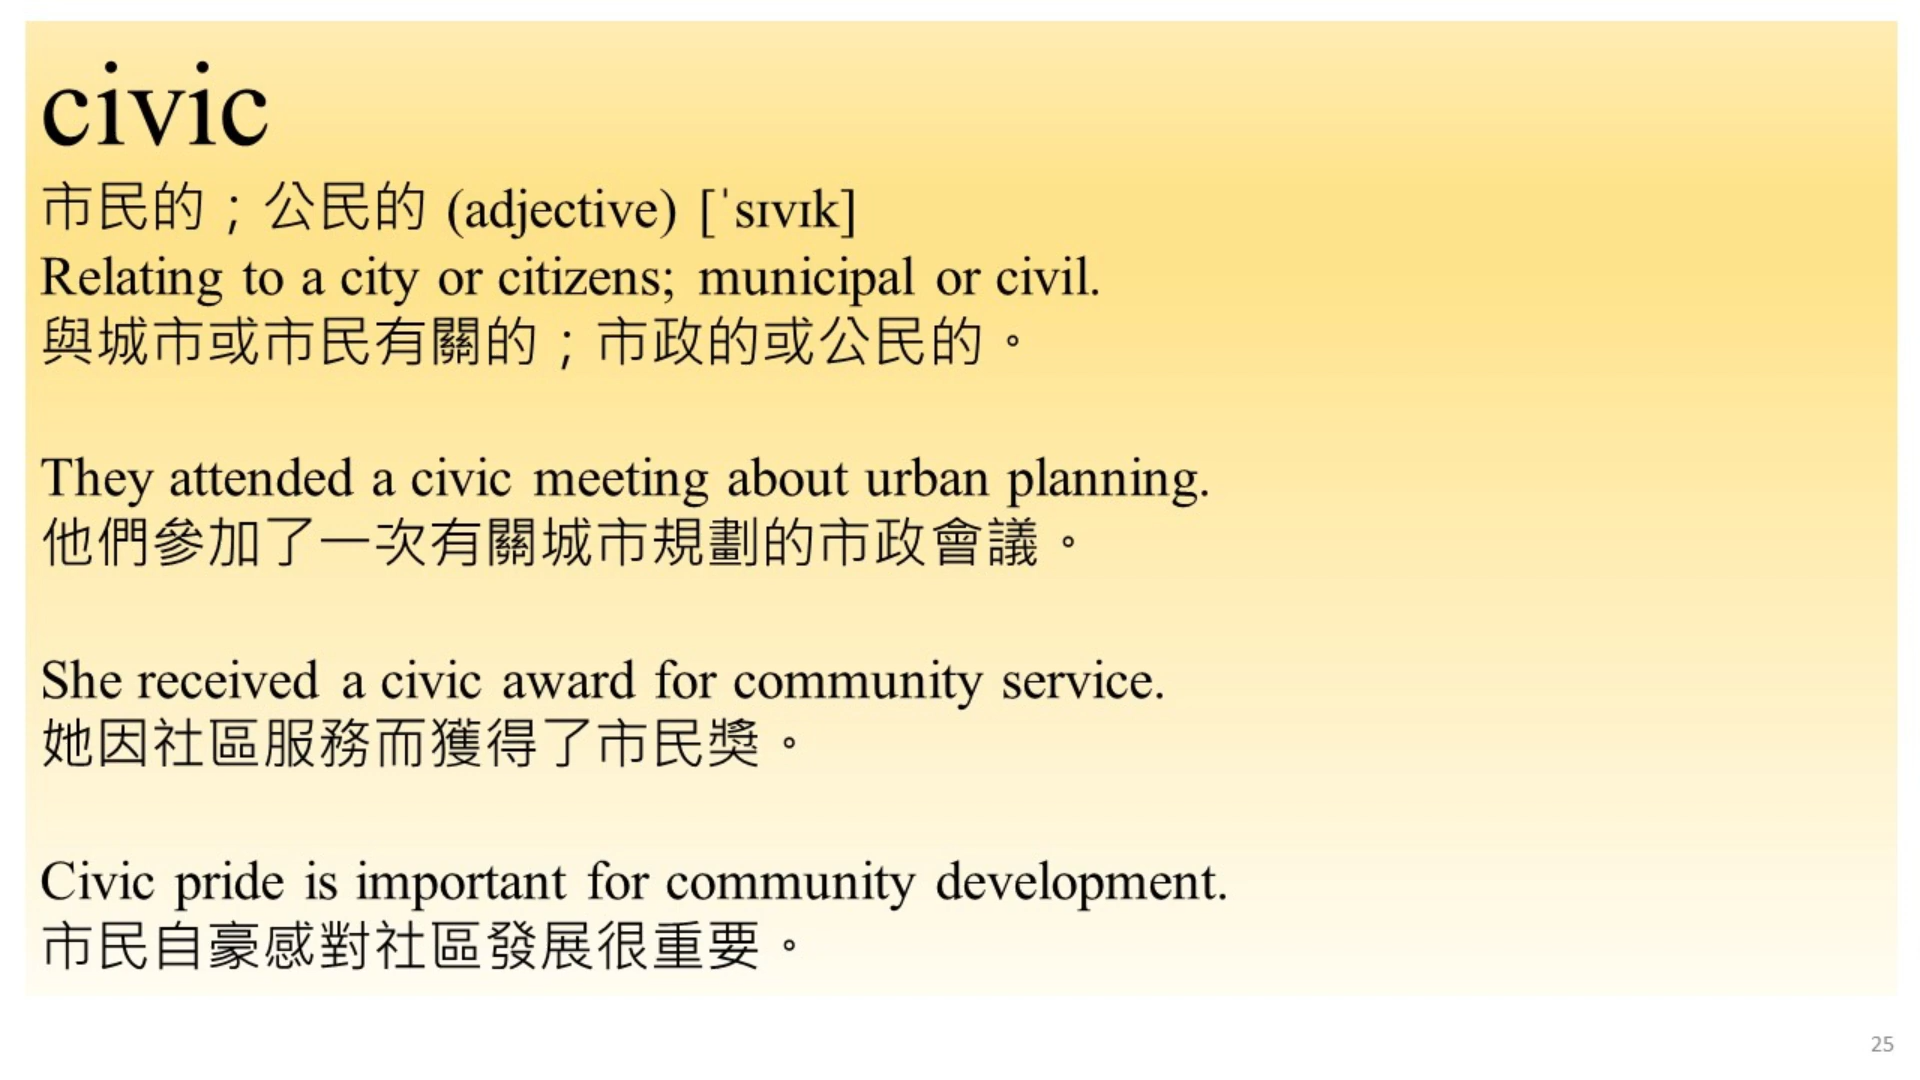 civic
市民的；公民的 (adjective) [ˈsɪvɪk]
Relating to a city or citizens; municipal or civil.
與城市或市民有關的；市政的或公民的。
They attended a civic meeting about urban planning.
他們參加了一次有關城市規劃的市政會議。
She received a civic award for community service.
她因社區服務而獲得了市民獎。
Civic pride is important for community development.
市民自豪感對社區發展很重要。
25